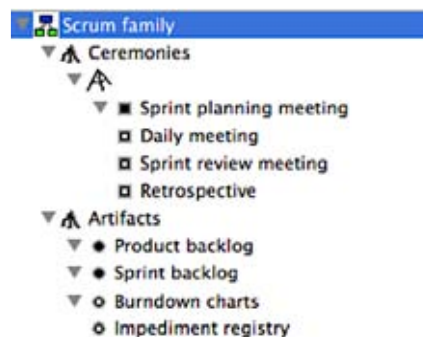 Scrum family
Ceremonies
Sprint planning meeting
Daily meeting
Sprint review meeting
Retrospective
Artifacts
Product backlog
Sprint backlog
Burndown charts
Impediment registry